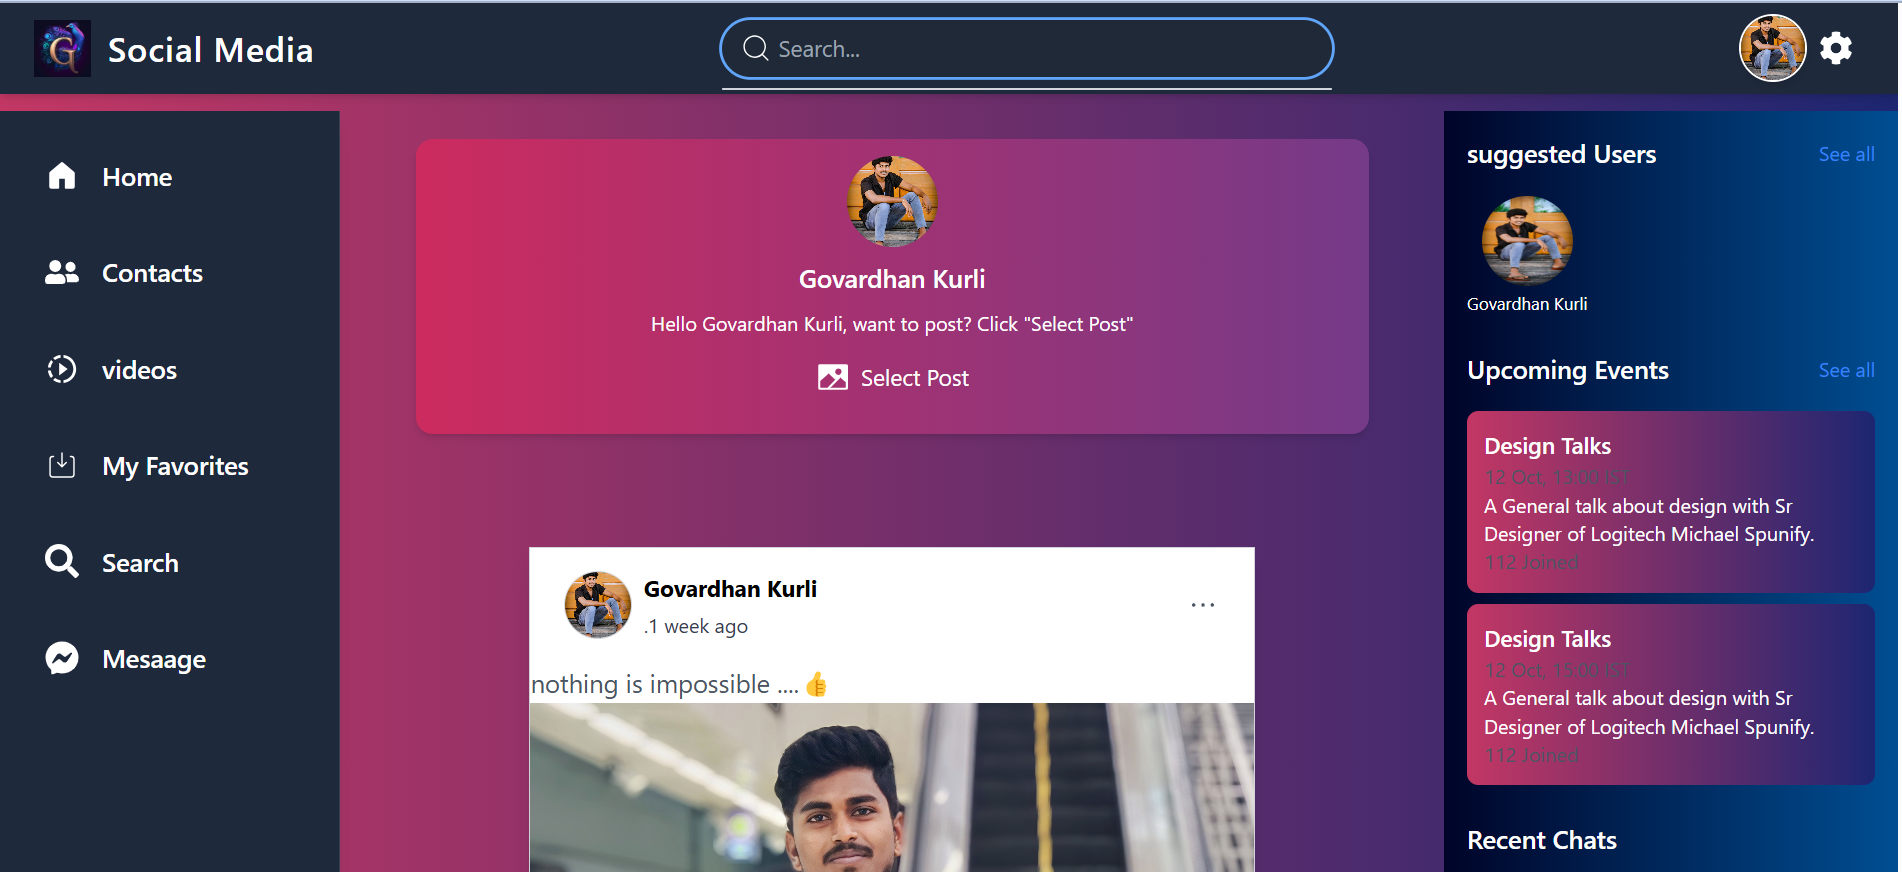 G
Social Media
Search...
Home
Contacts
videos
My Favorites
Search
Mesaage
Govardhan Kurli
Hello Govardhan Kurli, want to post? Click "Select Post"
Select Post
Govardhan Kurli
.1 week ago
nothing is impossible .... 👍
suggested Users
See all
Govardhan Kurli
Upcoming Events
See all
Design Talks
12 Oct, 13:00 IST
A General talk about design with Sr
Designer of Logitech Michael Spunify.
112 Joined
Design Talks
12 Oct, 15:00 IST
A General talk about design with Sr
Designer of Logitech Michael Spunify.
112 Joined
Recent Chats